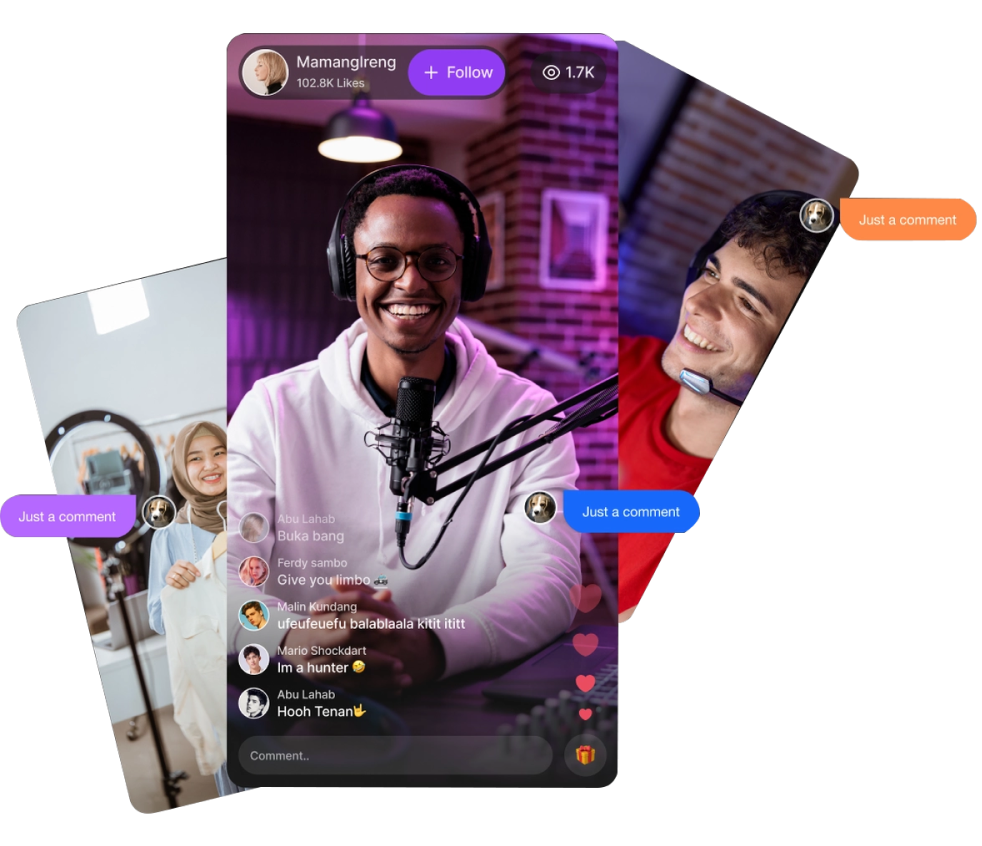 MamangIreng
102.8K Likes
+ Follow
1.7K
Just a comment
Just a comment
Just a comment
Abu Lahab
Buka bang
Ferdy sambo
Give you limbo 🚓
Malin Kundang
ufeufeuefu balablaala kitit ititt
Mario Shockdart
Im a hunter 🤣
Abu Lahab
Hooh Tenan🤟
Comment..